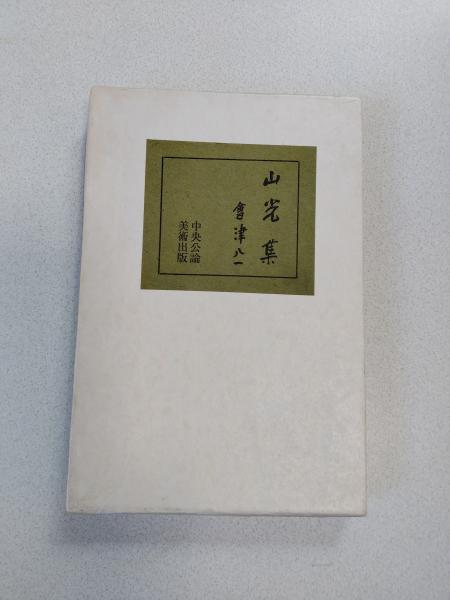 山光集
會津八一
中央公論
美術出版